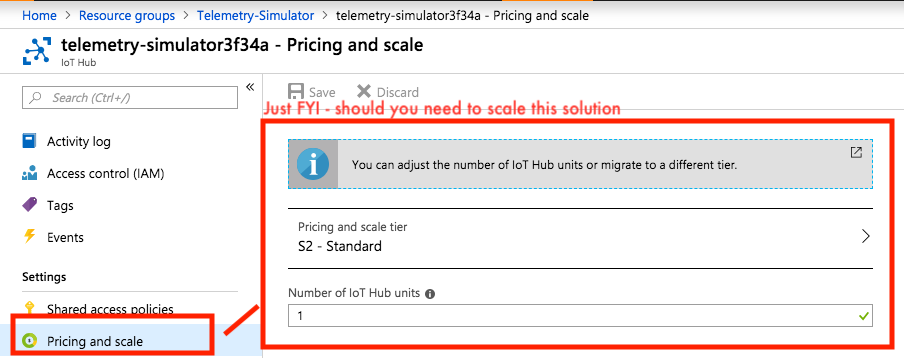 Home > Resource groups > Telemetry-Simulator > telemetry-simulator3f34a - Pricing and scale
telemetry-simulator3f34a - Pricing and scale
IoT Hub
Search (Ctrl+/)
«
Save Discard
Just FYI - should you need to scale this solution
Activity log
Access control (IAM)
Tags
Events
Settings
Shared access policies
Pricing and scale
You can adjust the number of IoT Hub units or migrate to a different tier.
Pricing and scale tier
S2 - Standard
Number of IoT Hub units
1